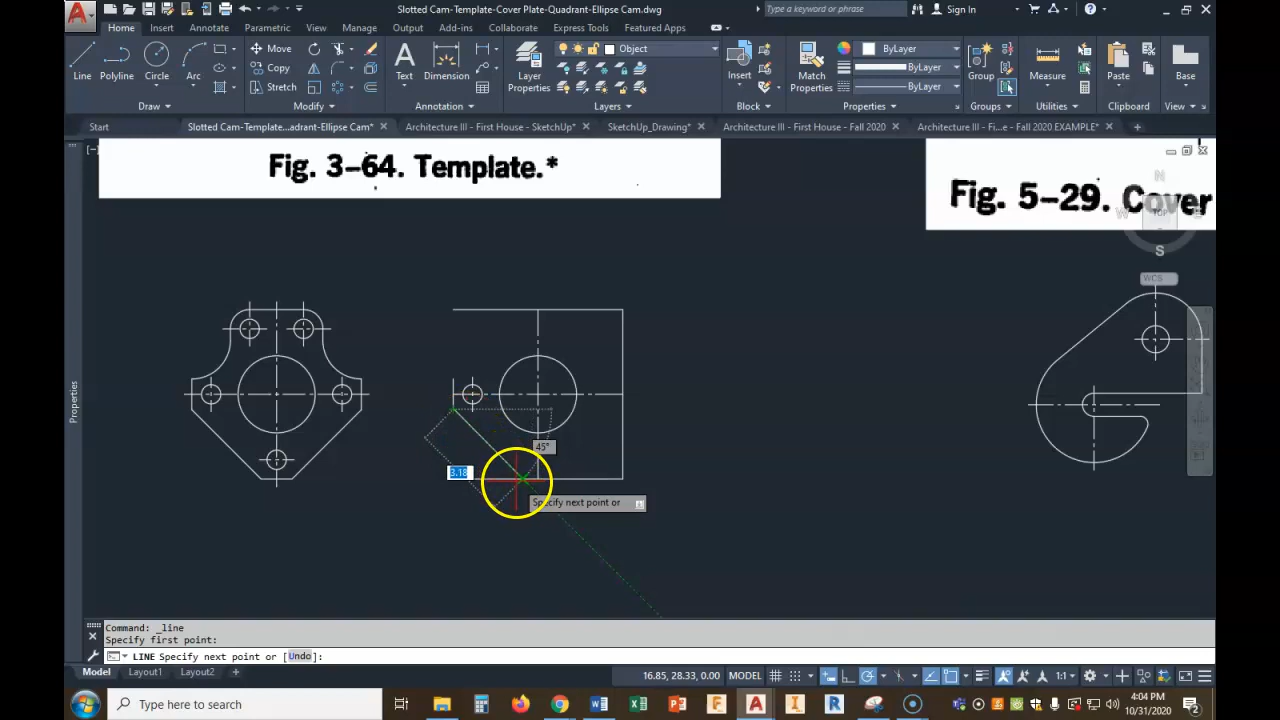 Slotted Cam-Template-Cover Plate-Quadrant-Ellipse Cam.dwg
Type a keyword or phrase
Sign In
Home Insert Annotate Parametric View Manage Output Add-ins Collaborate Express Tools Featured Apps
Line Polyline Circle Arc
Move
Copy
Stretch
Text Dimension
Layer Properties
Object
Insert
Match Properties
ByLayer
ByLayer
ByLayer
Group Measure Paste Base
Draw Modify Annotation Layers Block Properties Groups Utilities Clipboard View
Start Slotted Cam-Template...adrant-Ellipse Cam* Architecture III - First House - SketchUp* SketchUp_Drawing* Architecture III - First House - Fall 2020 Architecture III - Fi...e - Fall 2020 EXAMPLE*
[-]
Fig. 3–64. Template.*
Fig. 5–29. Cover
N
W TOP E
S
WCS
Properties
45°
3.18
Specify next point or
Command: _line
Specify first point:
LINE Specify next point or [Undo]:
Model Layout1 Layout2 +
16.85, 28.33, 0.00 MODEL 1:1
Type here to search
4:04 PM
10/31/2020